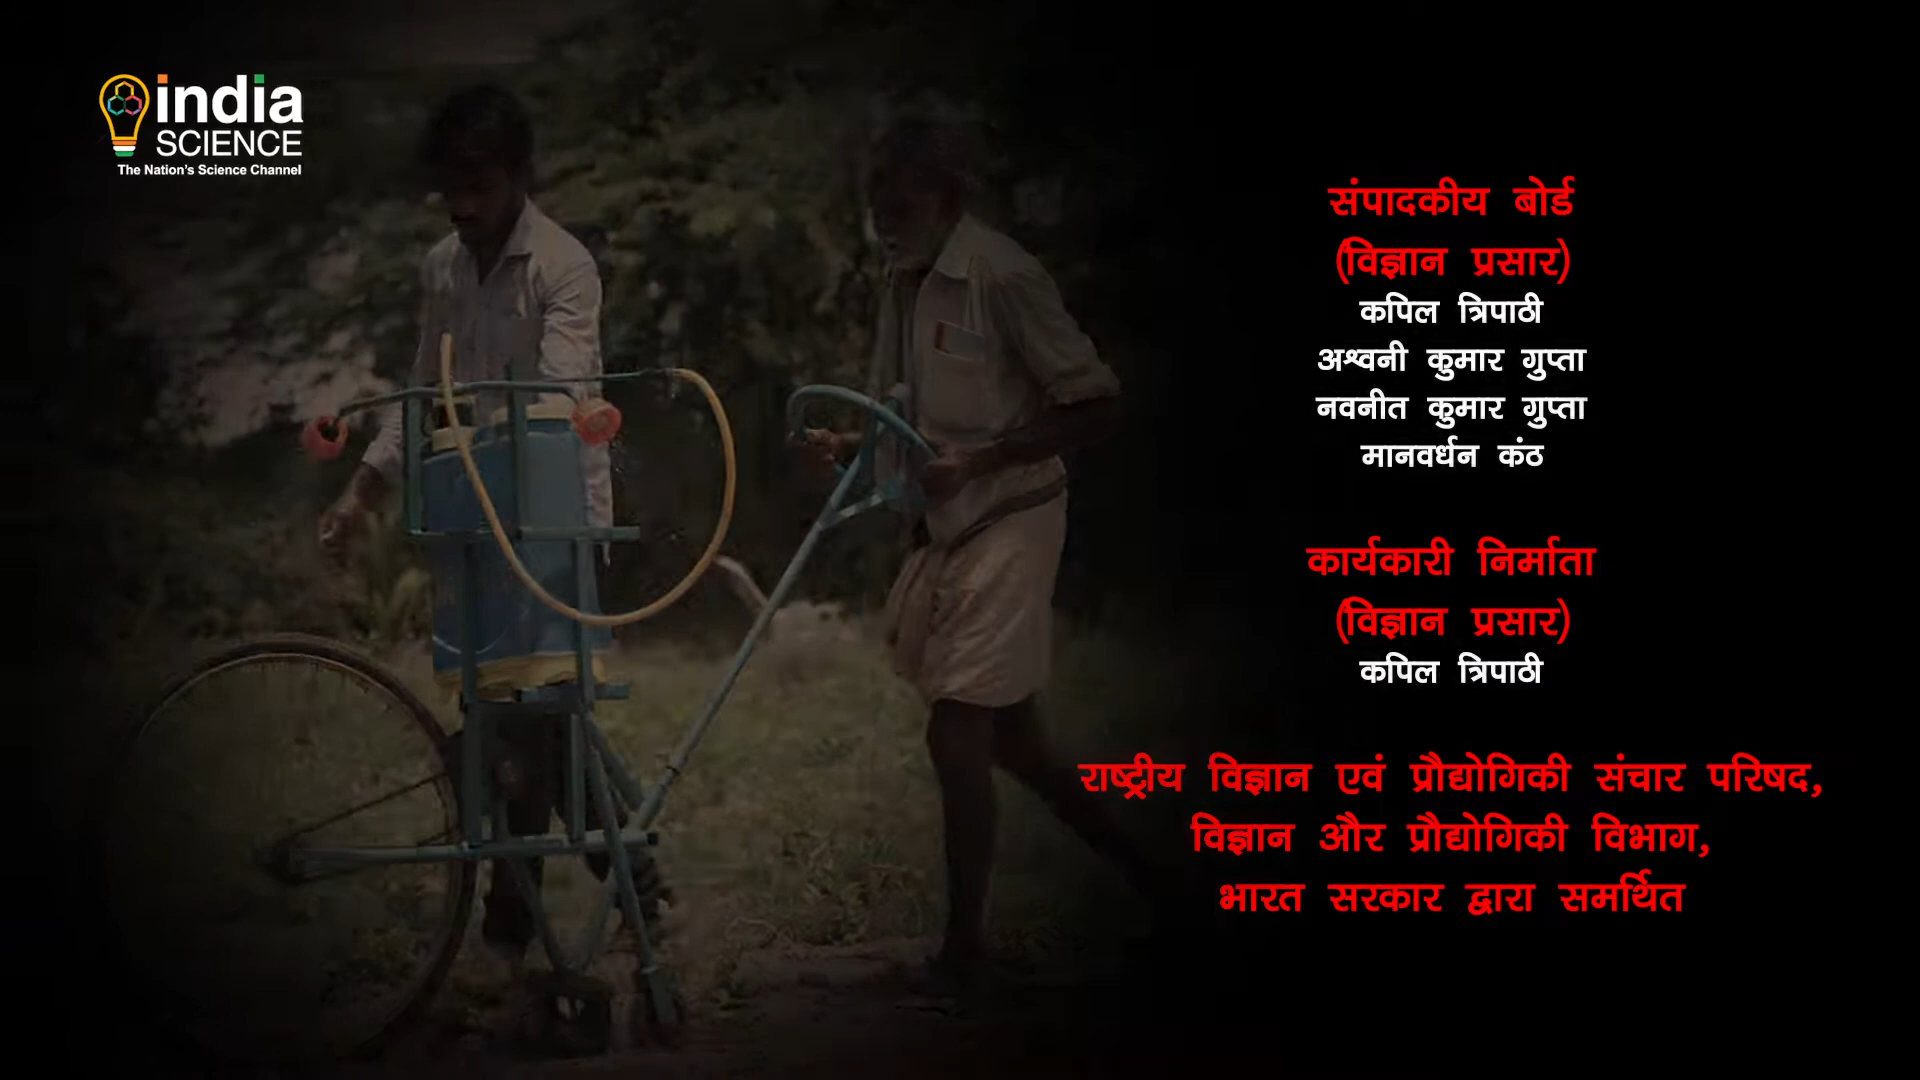 india
SCIENCE
The Nation's Science Channel
संपादकीय बोर्ड
(विज्ञान प्रसार)
कपिल त्रिपाठी
अश्वनी कुमार गुप्ता
नवनीत कुमार गुप्ता
मानवर्धन कंठ
कार्यकारी निर्माता
(विज्ञान प्रसार)
कपिल त्रिपाठी
राष्ट्रीय विज्ञान एवं प्रौद्योगिकी संचार परिषद,
विज्ञान और प्रौद्योगिकी विभाग,
भारत सरकार द्वारा समर्थित